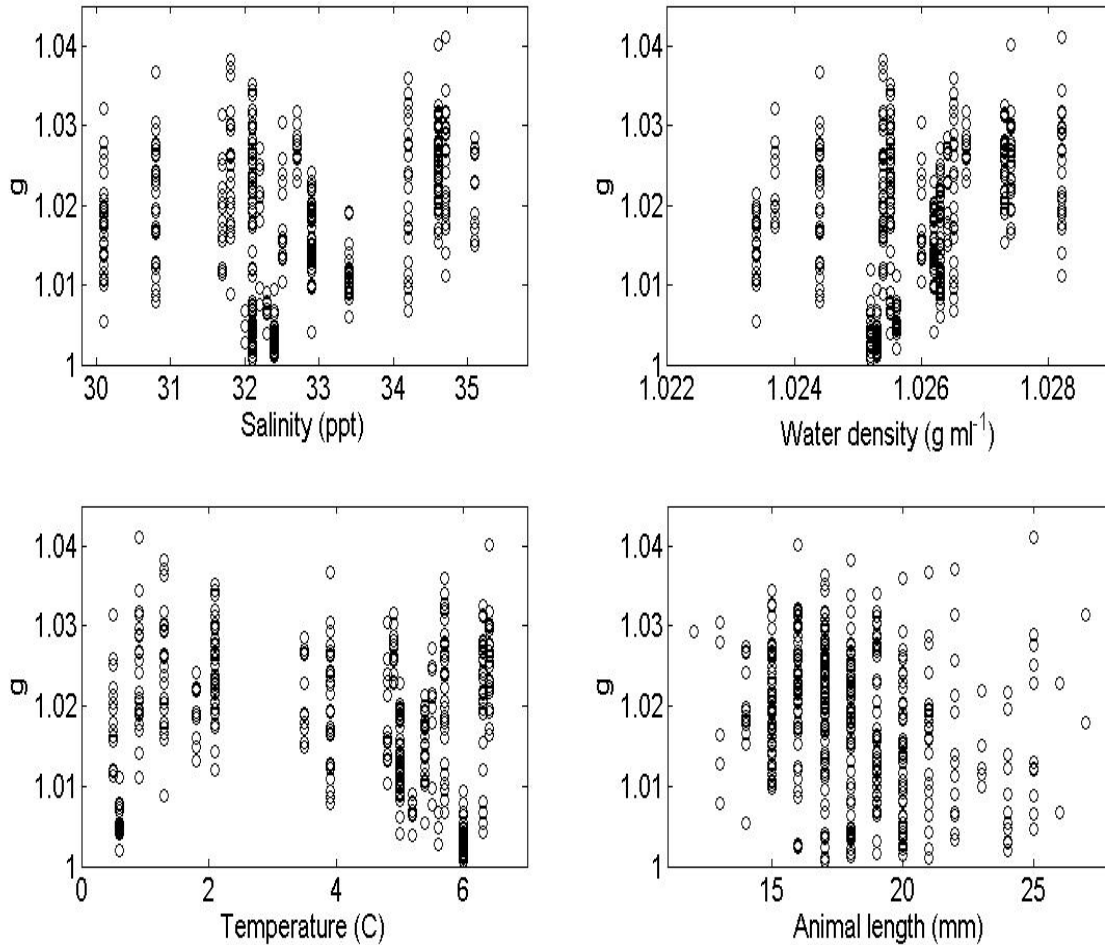 1.04
1.03
1.02
1.01
1
g
30 31 32 33 34 35
Salinity (ppt)
1.04
1.03
1.02
1.01
1
g
1.022 1.024 1.026 1.028
Water density (g ml-1)
1.04
1.03
1.02
1.01
1
g
0 2 4 6
Temperature (C)
1.04
1.03
1.02
1.01
1
g
15 20 25
Animal length (mm)